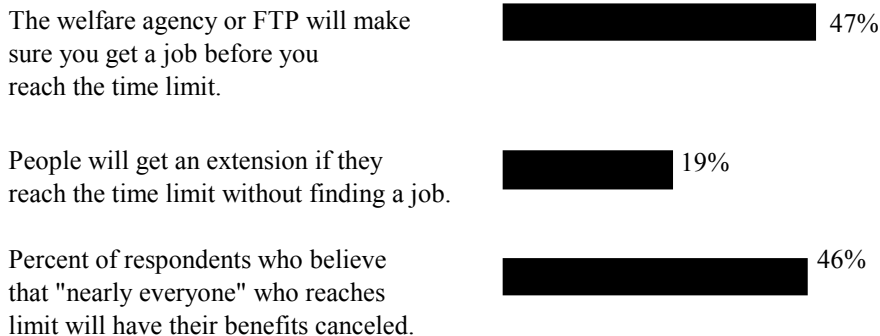 The welfare agency or FTP will make
sure you get a job before you
reach the time limit.
47%
People will get an extension if they
reach the time limit without finding a job.
19%
Percent of respondents who believe
that "nearly everyone" who reaches
limit will have their benefits canceled.
46%